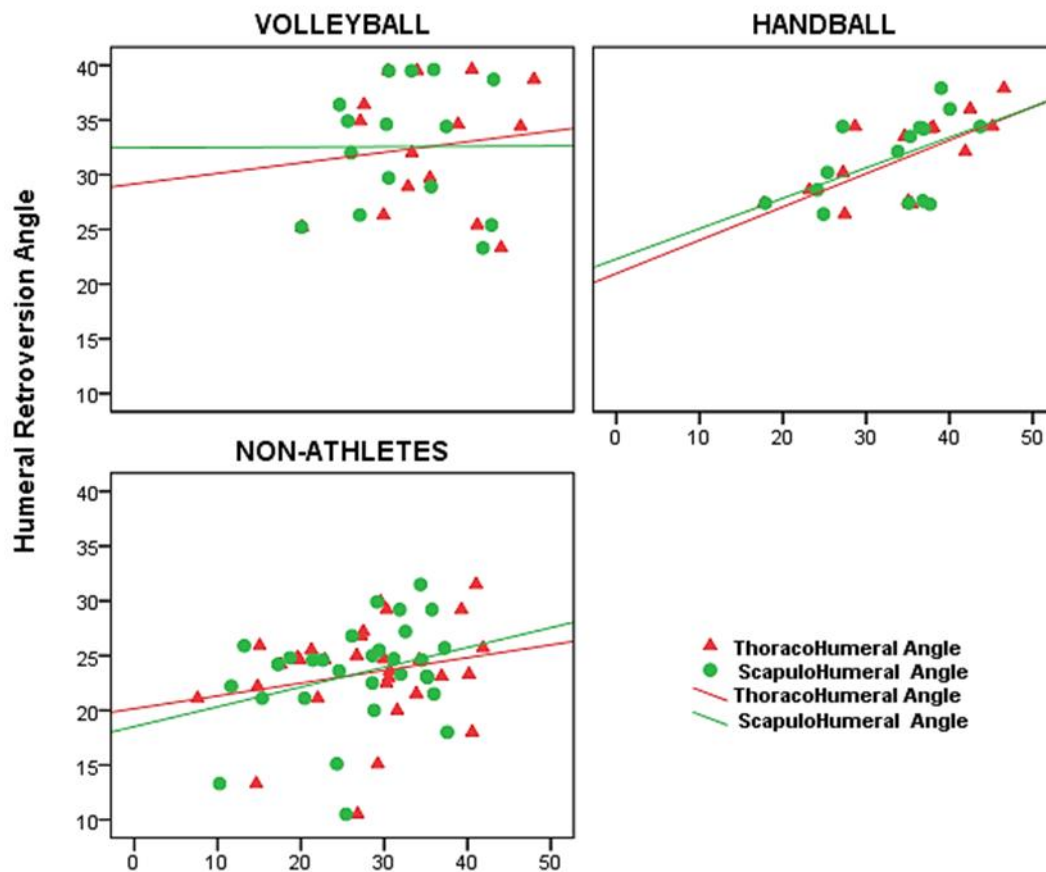 VOLLEYBALL
HANDBALL
Humeral Retroversion Angle
40
35
30
25
20
15
10
0 10 20 30 40 50
NON-ATHLETES
40
35
30
25
20
15
10
0 10 20 30 40 50
ThoracoHumeral Angle
ScapuloHumeral Angle
ThoracoHumeral Angle
ScapuloHumeral Angle